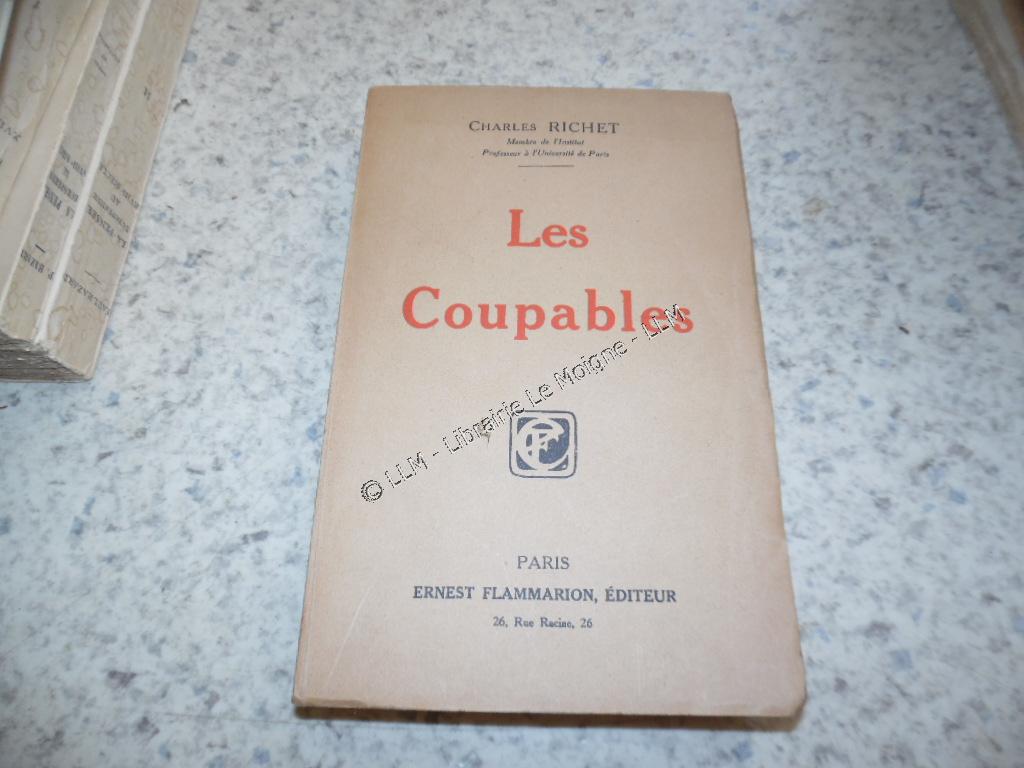 CHARLES RICHET
Membre de l'Institut
Professeur à l'Université de Paris
Les
Coupables
© LLM - Librairie Le Moigne - LLM
PARIS
ERNEST FLAMMARION, ÉDITEUR
26, Rue Racine, 26